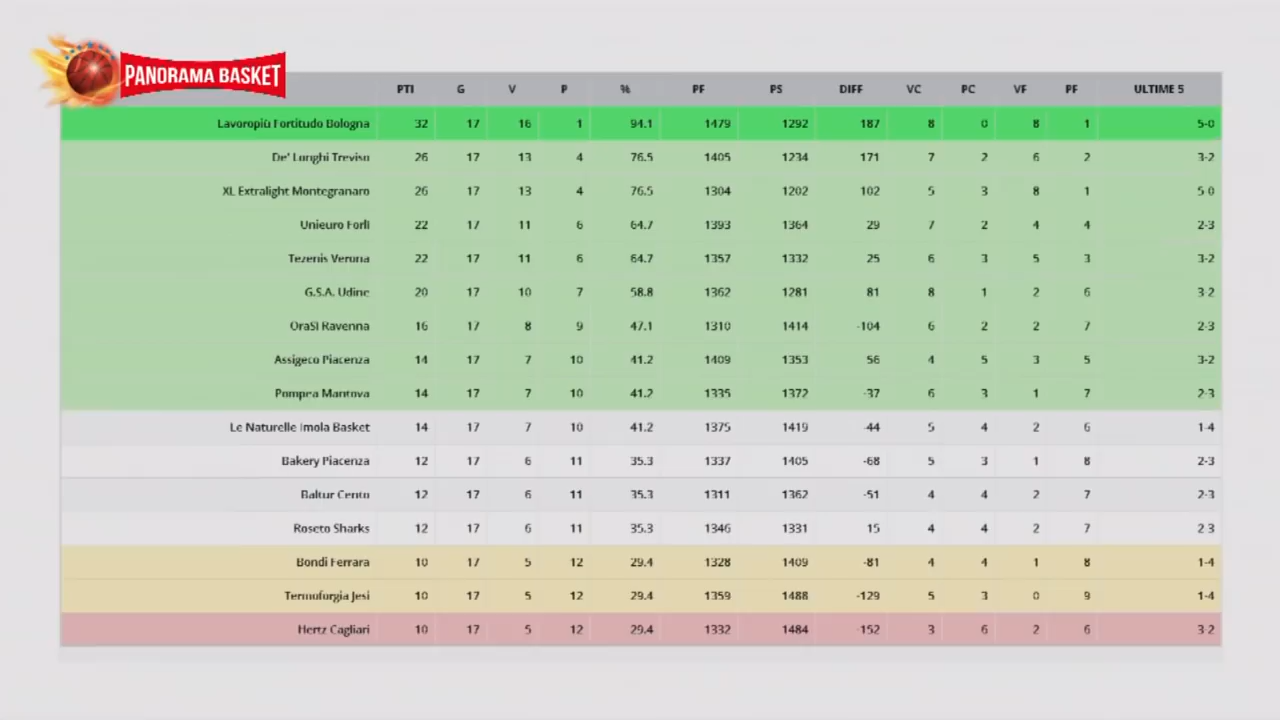 PANORAMA BASKET
PTI G V P % PF PS DIFF VC PC VF PF ULTIME 5
Lavoropiù Fortitudo Bologna 32 17 16 1 94.1 1479 1292 187 8 0 8 1 5-0
De' Longhi Treviso 26 17 13 4 76.5 1405 1234 171 7 2 6 2 3-2
XL Extralight Montegranaro 26 17 13 4 76.5 1304 1202 102 5 3 8 1 5-0
Unieuro Forlì 22 17 11 6 64.7 1393 1364 29 7 2 4 4 2-3
Tezenis Verona 22 17 11 6 64.7 1357 1332 25 6 3 5 3 3-2
G.S.A. Udine 20 17 10 7 58.8 1362 1281 81 8 1 2 6 3-2
OraSì Ravenna 16 17 8 9 47.1 1310 1414 -104 6 2 2 7 2-3
Assigeco Piacenza 14 17 7 10 41.2 1409 1353 56 4 5 3 5 3-2
Pompea Mantova 14 17 7 10 41.2 1335 1372 -37 6 3 1 7 2-3
Le Naturelle Imola Basket 14 17 7 10 41.2 1375 1419 -44 5 4 2 6 1-4
Bakery Piacenza 12 17 6 11 35.3 1337 1405 -68 5 3 1 8 2-3
Baltur Cento 12 17 6 11 35.3 1311 1362 -51 4 4 2 7 2-3
Roseto Sharks 12 17 6 11 35.3 1346 1331 15 4 4 2 7 2-3
Bondi Ferrara 10 17 5 12 29.4 1328 1409 -81 4 4 1 8 1-4
Termoforgia Jesi 10 17 5 12 29.4 1359 1488 -129 5 3 0 9 1-4
Hertz Cagliari 10 17 5 12 29.4 1332 1484 -152 3 6 2 6 3-2